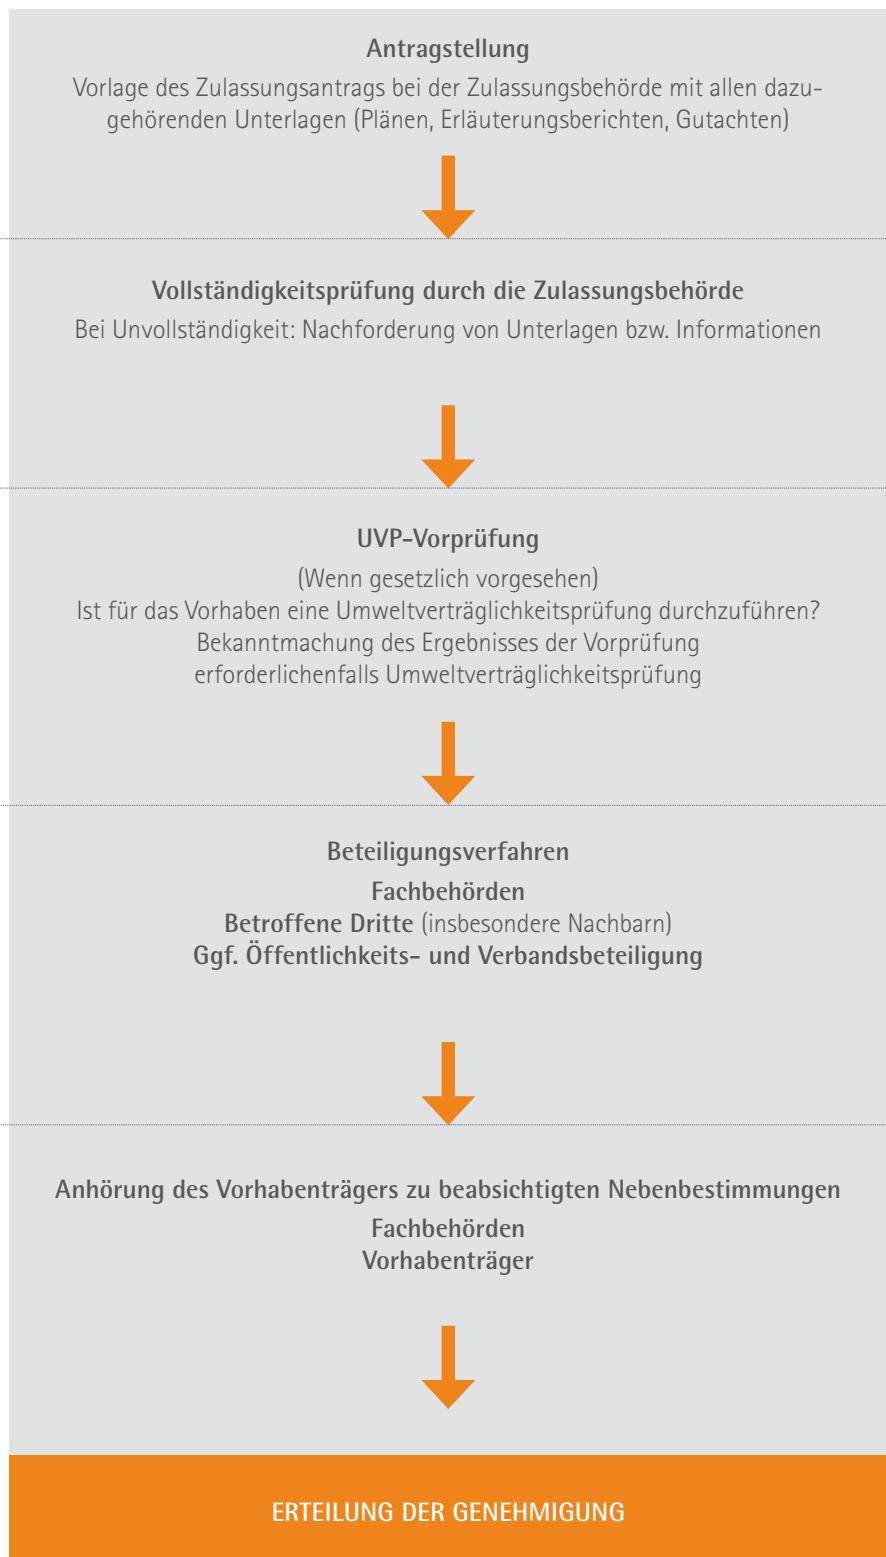 Antragstellung
Vorlage des Zulassungsantrags bei der Zulassungsbehörde mit allen dazu-
gehörenden Unterlagen (Plänen, Erläuterungsberichten, Gutachten)
Vollständigkeitsprüfung durch die Zulassungsbehörde
Bei Unvollständigkeit: Nachforderung von Unterlagen bzw. Informationen
UVP-Vorprüfung
(Wenn gesetzlich vorgesehen)
Ist für das Vorhaben eine Umweltverträglichkeitsprüfung durchzuführen?
Bekanntmachung des Ergebnisses der Vorprüfung
erforderlichenfalls Umweltverträglichkeitsprüfung
Beteiligungsverfahren
Fachbehörden
Betroffene Dritte (insbesondere Nachbarn)
Ggf. Öffentlichkeits- und Verbandsbeteiligung
Anhörung des Vorhabenträgers zu beabsichtigten Nebenbestimmungen
Fachbehörden
Vorhabenträger
ERTEILUNG DER GENEHMIGUNG